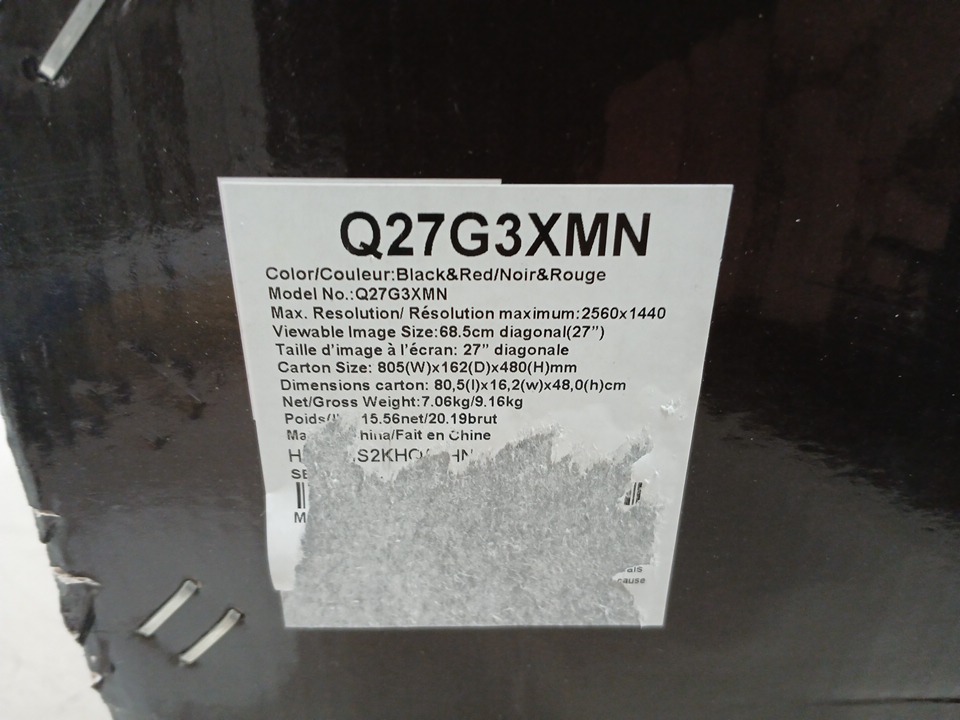 Q27G3XMN
Color/Couleur:Black&Red/Noir&Rouge
Model No.:Q27G3XMN
Max. Resolution/ Résolution maximum:2560x1440
Viewable Image Size:68.5cm diagonal(27”)
Taille d’image à l’écran: 27” diagonale
Carton Size: 805(W)x162(D)x480(H)mm
Dimensions carton: 80,5(l)x16,2(w)x48,0(h)cm
Net/Gross Weight:7.06kg/9.16kg
15.56net/20.19brut
hina/Fait en Chine
cause